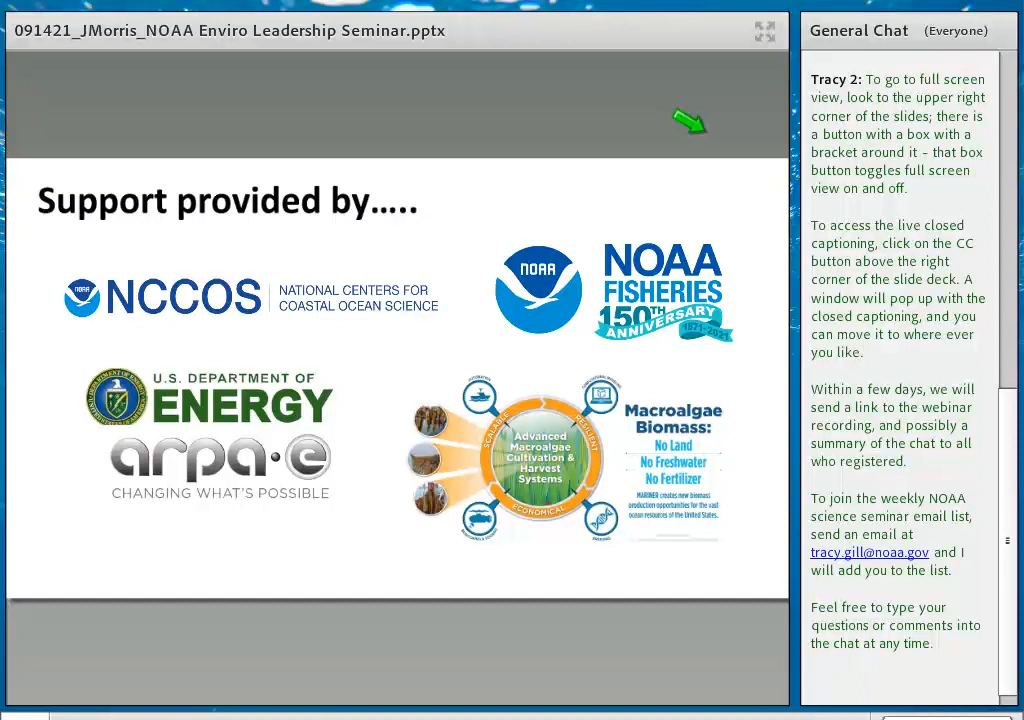 091421_JMorris_NOAA Enviro Leadership Seminar.pptx
Support provided by.....
NOAA
NCCOS
NATIONAL CENTERS FOR
COASTAL OCEAN SCIENCE
NOAA
NOAA
FISHERIES
150TH
ANNIVERSARY
1871-2021
U.S. DEPARTMENT OF
ENERGY
arpa·e
CHANGING WHAT'S POSSIBLE
SCALABLE
RESILIENT
ECONOMICAL
Advanced
Macroalgae
Cultivation &
Harvest
Systems
Macroalgae
Biomass:
No Land
No Freshwater
No Fertilizer
MARINER creates new biomass
production opportunities for the vast
ocean resources of the United States.
General Chat (Everyone)
Tracy 2: To go to full screen
view, look to the upper right
corner of the slides; there is
a button with a box with a
bracket around it - that box
button toggles full screen
view on and off.
To access the live closed
captioning, click on the CC
button above the right
corner of the slide deck. A
window will pop up with the
closed captioning, and you
can move it to where ever
you like.
Within a few days, we will
send a link to the webinar
recording, and possibly a
summary of the chat to all
who registered.
To join the weekly NOAA
science seminar email list,
send an email at
tracy.gill@noaa.gov and I
will add you to the list.
Feel free to type your
questions or comments into
the chat at any time.